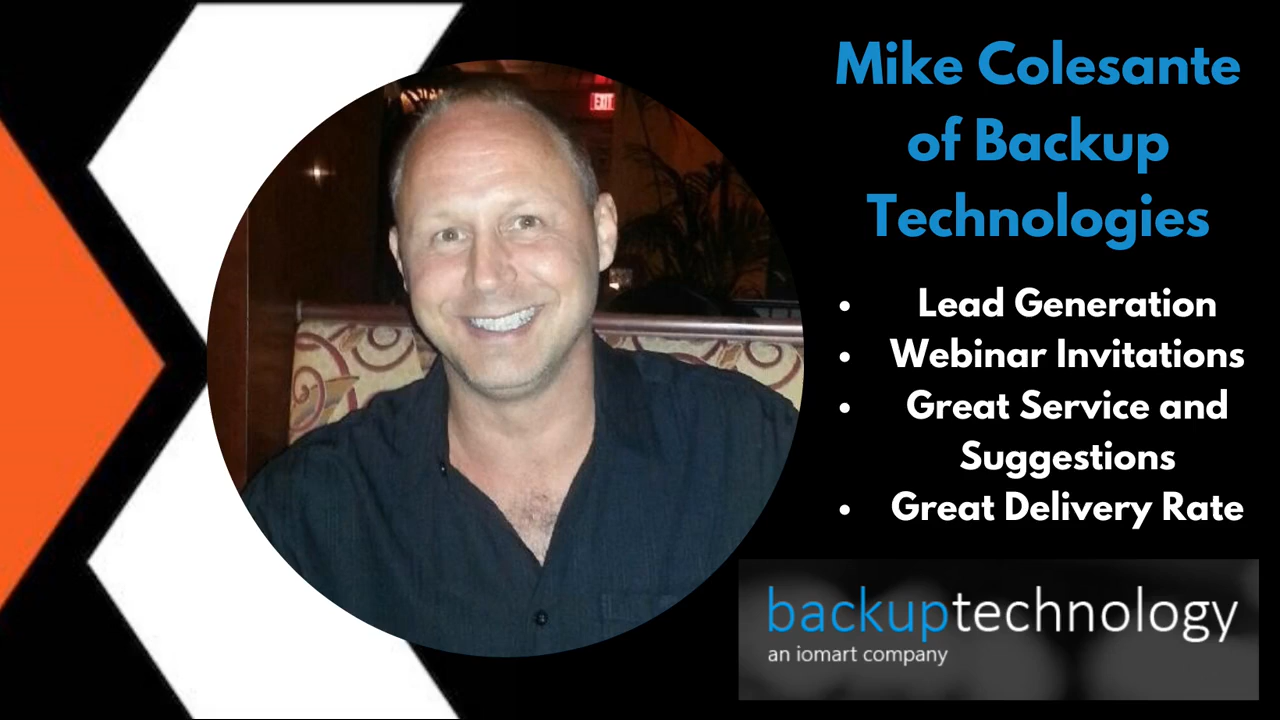 EXIT
Mike Colesante
of Backup
Technologies
• Lead Generation
• Webinar Invitations
• Great Service and
Suggestions
• Great Delivery Rate
backuptechnology
an iomart company